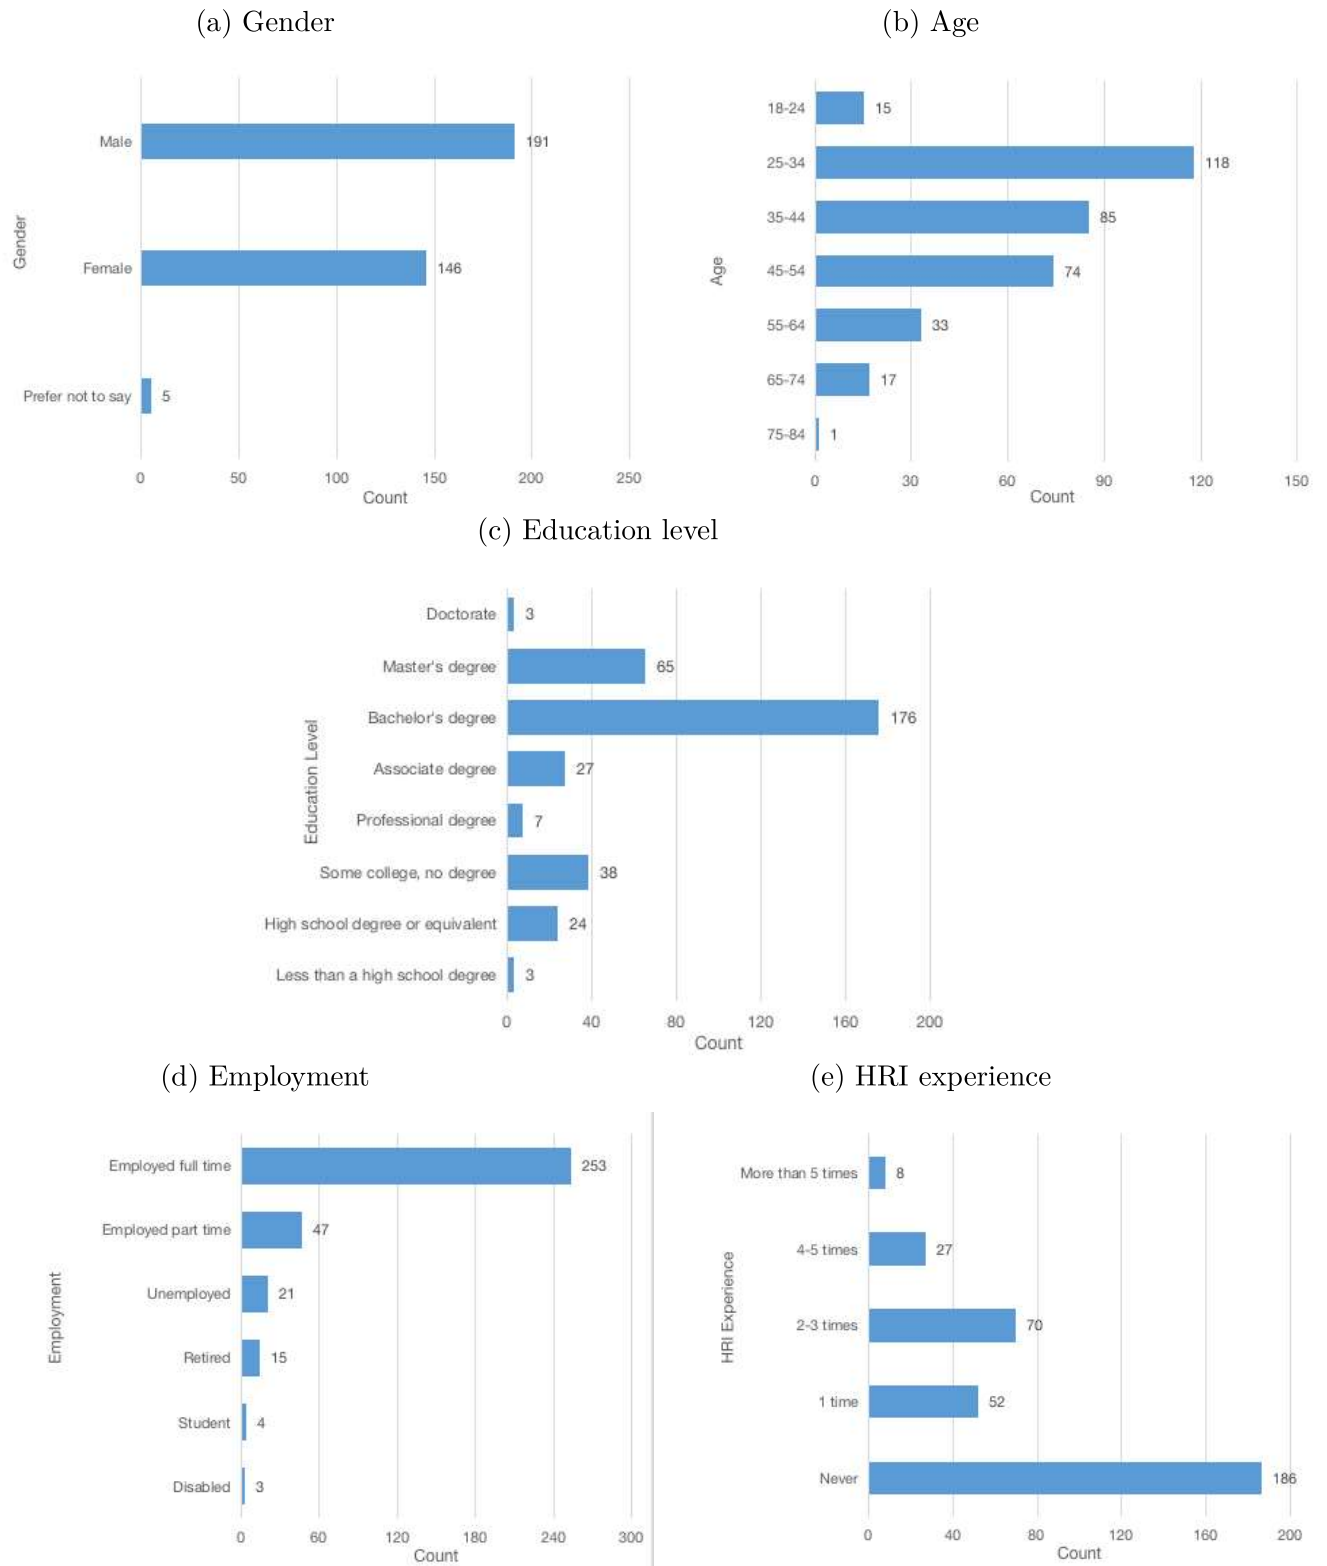 (a) Gender
Gender
Male
191
Female
146
Prefer not to say
5
0 50 100 150 200 250
Count
(b) Age
Age
18-24
15
25-34
118
35-44
85
45-54
74
55-64
33
65-74
17
75-84
1
0 30 60 90 120 150
Count
(c) Education level
Education Level
Doctorate
3
Master's degree
65
Bachelor's degree
176
Associate degree
27
Professional degree
7
Some college, no degree
38
High school degree or equivalent
24
Less than a high school degree
3
0 40 80 120 160 200
Count
(d) Employment
Employment
Employed full time
253
Employed part time
47
Unemployed
21
Retired
15
Student
4
Disabled
3
0 60 120 180 240 300
Count
(e) HRI experience
HRI Experience
More than 5 times
8
4-5 times
27
2-3 times
70
1 time
52
Never
186
0 40 80 120 160 200
Count